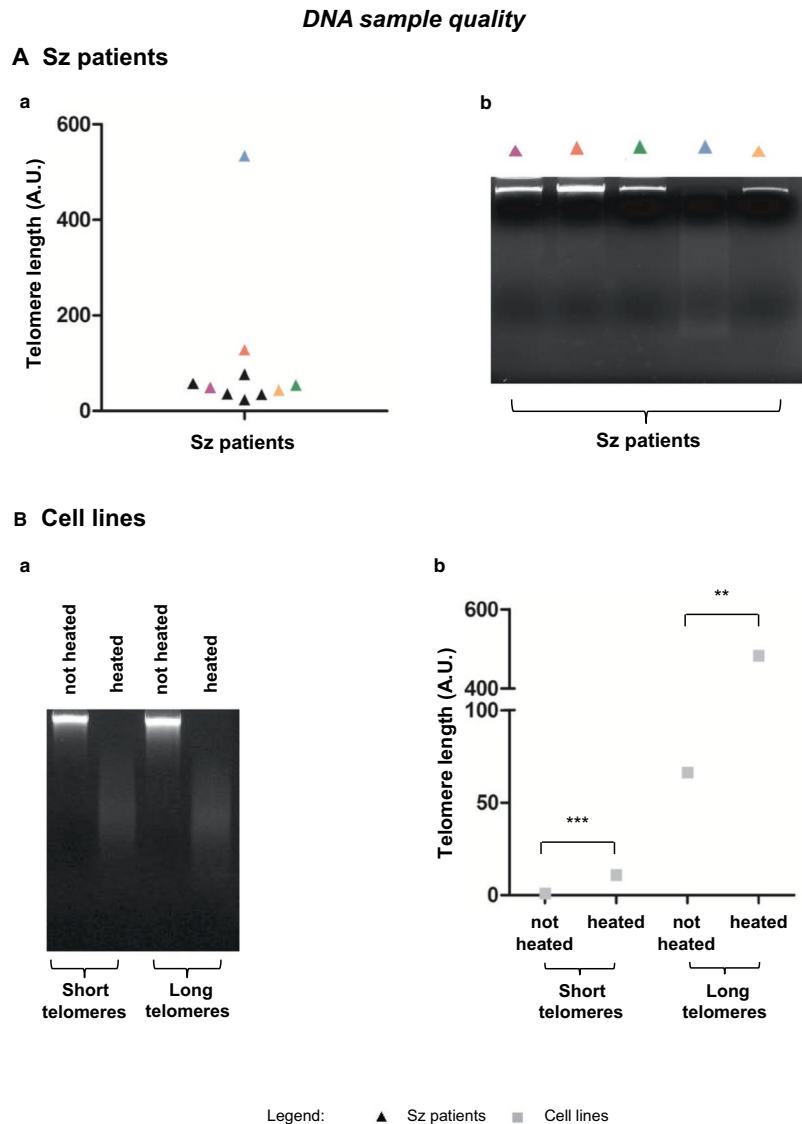 DNA sample quality
A Sz patients
a
Telomere length (A.U.)
600
400
200
0
Sz patients
b
Sz patients
B Cell lines
a
not heated
heated
not heated
heated
Short
telomeres
Long
telomeres
b
Telomere length (A.U.)
600
400
100
50
0
***
**
not
heated
heated
not
heated
heated
Short
telomeres
Long
telomeres
Legend: ▲ Sz patients ■ Cell lines